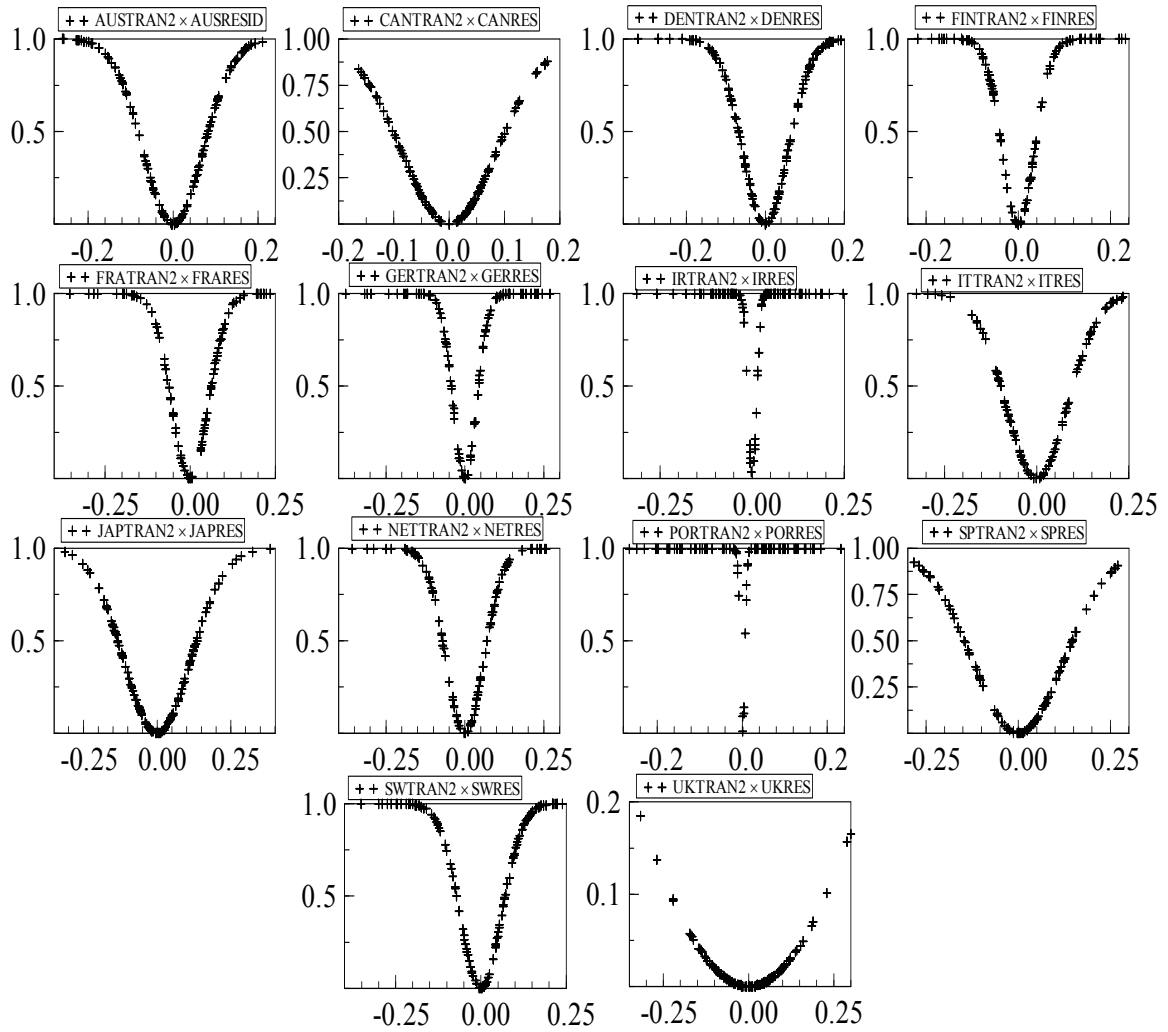 ++ AUSTRAN2 × AUSRESID
++ CANTRAN2 × CANRES
++ DENTRAN2 × DENRES
++ FINTRAN2 × FINRES
1.0
0.5
-0.2 0.0 0.2
1.00
0.75
0.50
0.25
-0.2 -0.1 0.0 0.1 0.2
1.0
0.5
-0.2 0.0 0.2
1.0
0.5
-0.2 0.0 0.2
++ FRATRAN2 × FRARES
++ GERTRAN2 × GERRES
++ IRTRAN2 × IRRES
++ ITTRAN2 × ITRES
1.0
0.5
-0.25 0.00 0.25
1.0
0.5
-0.25 0.00 0.25
1.0
0.5
-0.25 0.00 0.25
1.0
0.5
-0.25 0.00 0.25
++ JAPTRAN2 × JAPRES
++ NETTRAN2 × NETRES
++ PORTRAN2 × PORRES
++ SPTRAN2 × SPRES
1.0
0.5
-0.25 0.00 0.25
1.0
0.5
-0.25 0.00 0.25
1.0
0.5
-0.2 0.0 0.2
1.00
0.75
0.50
0.25
-0.25 0.00 0.25
++ SWTRAN2 × SWRES
++ UKTRAN2 × UKRES
1.0
0.5
-0.25 0.00 0.25
0.2
0.1
-0.25 0.00 0.25